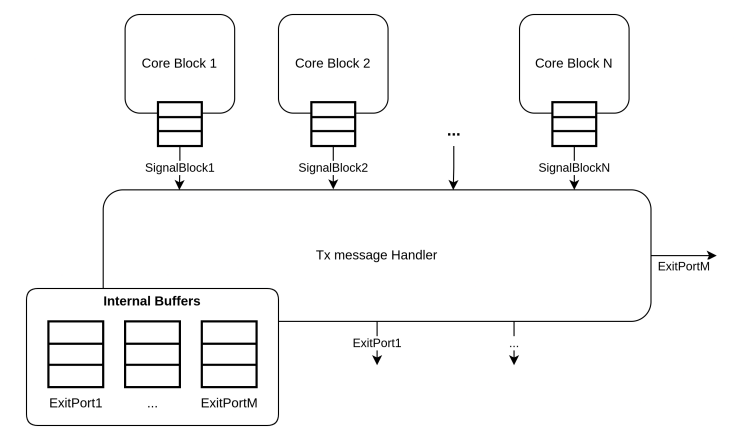 Core Block 1
Core Block 2
Core Block N
...
SignalBlock1
SignalBlock2
SignalBlockN
Tx message Handler
ExitPortM
Internal Buffers
ExitPort1
...
ExitPort1
...
ExitPortM